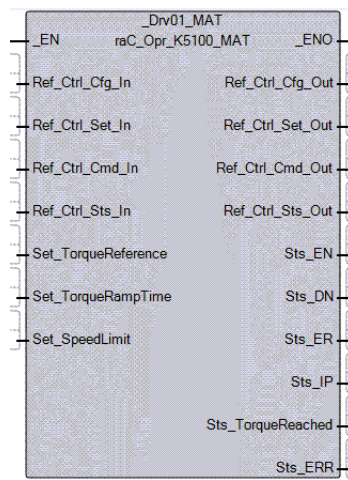 _Drv01_MAT
_EN raC_Opr_K5100_MAT _ENO
Ref_Ctrl_Cfg_In Ref_Ctrl_Cfg_Out
Ref_Ctrl_Set_In Ref_Ctrl_Set_Out
Ref_Ctrl_Cmd_In Ref_Ctrl_Cmd_Out
Ref_Ctrl_Sts_In Ref_Ctrl_Sts_Out
Set_TorqueReference Sts_EN
Set_TorqueRampTime Sts_DN
Set_SpeedLimit Sts_ER
Sts_IP
Sts_TorqueReached
Sts_ERR